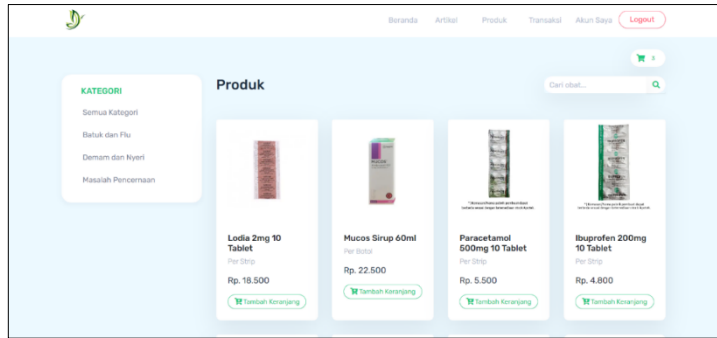 Beranda Artikel Produk Transaksi Akun Saya Logout
3
KATEGORI
Semua Kategori
Batuk dan Flu
Demam dan Nyeri
Masalah Pencernaan
Produk
Cari obat...
Lodia 2mg 10
Tablet
Per Strip
Rp. 18.500
Tambah Keranjang
Mucos Sirup 60ml
Per Botol
Rp. 22.500
Tambah Keranjang
Paracetamol
500mg 10 Tablet
Per Strip
Rp. 5.500
Tambah Keranjang
Ibuprofen 200mg
10 Tablet
Per Strip
Rp. 4.800
Tambah Keranjang